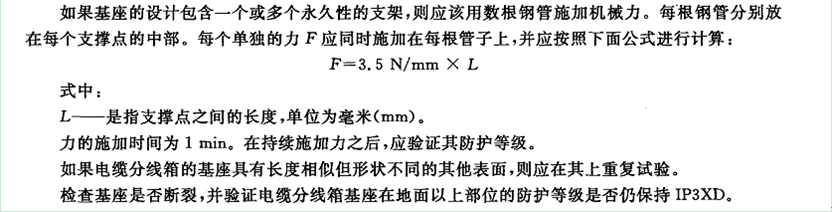 如果基座的设计包含一个或多个永久性的支架,则应该用数根钢管施加机械力。每根钢管分别放
在每个支撑点的中部。每个单独的力 F 应同时施加在每根管子上,并应按照下面公式进行计算:
F=3.5 N/mm × L
式中:
L——是指支撑点之间的长度,单位为毫米(mm)。
力的施加时间为 1 min。在持续施加力之后,应验证其防护等级。
如果电缆分线箱的基座具有长度相似但形状不同的其他表面,则应在其上重复试验。
检查基座是否断裂,并验证电缆分线箱基座在地面以上部位的防护等级是否仍保持 IP3XD。